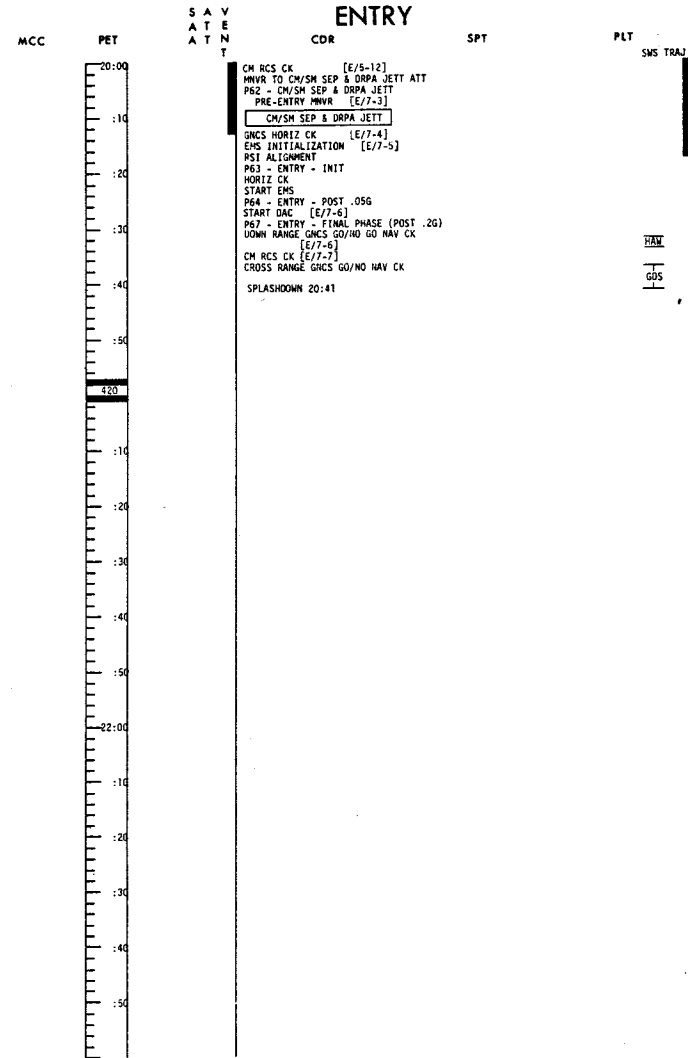 ENTRY
MCC PET SAA ATT VENT CDR SPT PLT
SWS TRAJ
20:00
CM RCS CK [E/5-12]
MNVR TO CM/SM SEP & DRPA JETT ATT
P62 - CM/SM SEP & DRPA JETT
PRE-ENTRY MNVR [E/7-3]
:10 CM/SM SEP & DRPA JETT
GNCS HORIZ CK [E/7-4]
EMS INITIALIZATION [E/7-5]
RSI ALIGNMENT
:20
P63 - ENTRY - INIT
HORIZ CK
START EMS
P64 - ENTRY - POST .05G
START DAC [E/7-6]
P67 - ENTRY - FINAL PHASE (POST .2G)
:30
DOWN RANGE GNCS GO/NO GO NAV CK
[E/7-6]
HAW
CM RCS CK [E/7-7]
CROSS RANGE GNCS GO/NO NAV CK
GDS
:40
SPLASHDOWN 20:41
:50
420
:10
:20
:30
:40
:50
22:00
:10
:20
:30
:40
:50